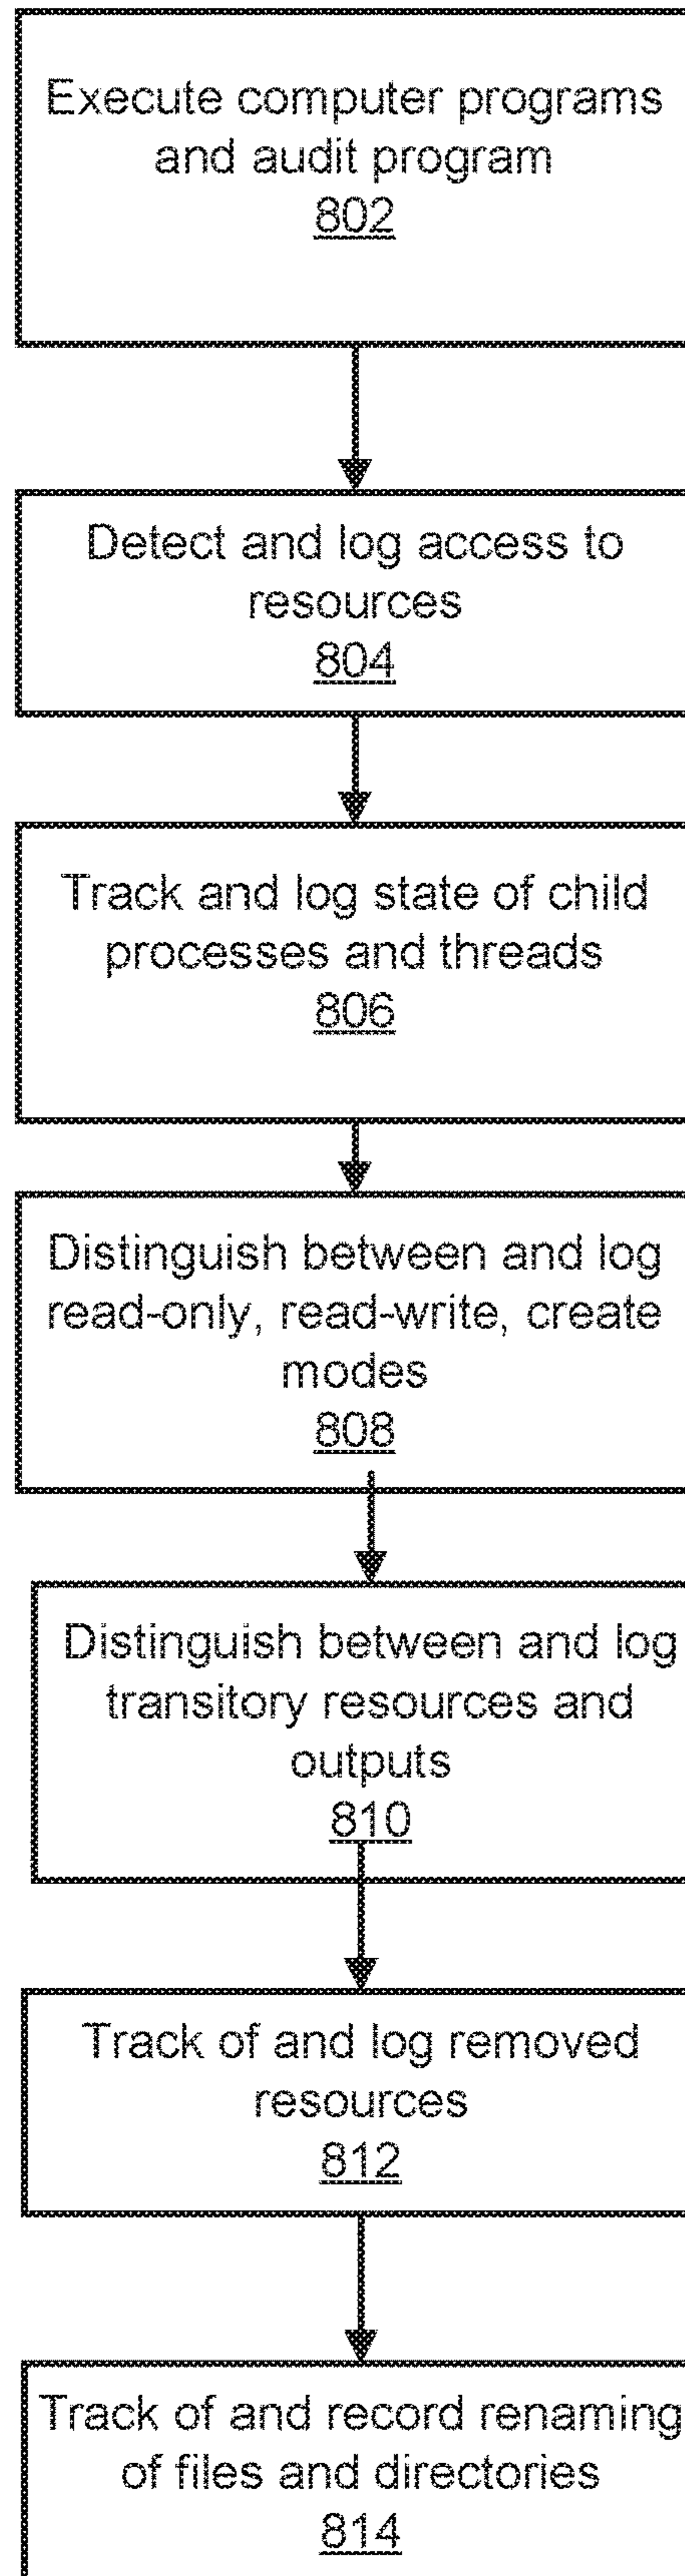 Execute computer programs
and audit program
802
Detect and log access to
resources
804
Track and log state of child
processes and threads
806
Distinguish between and log
read-only, read-write, create
modes
808
Distinguish between and log
transitory resources and
outputs
810
Track of and log removed
resources
812
Track of and record renaming
of files and directories
814